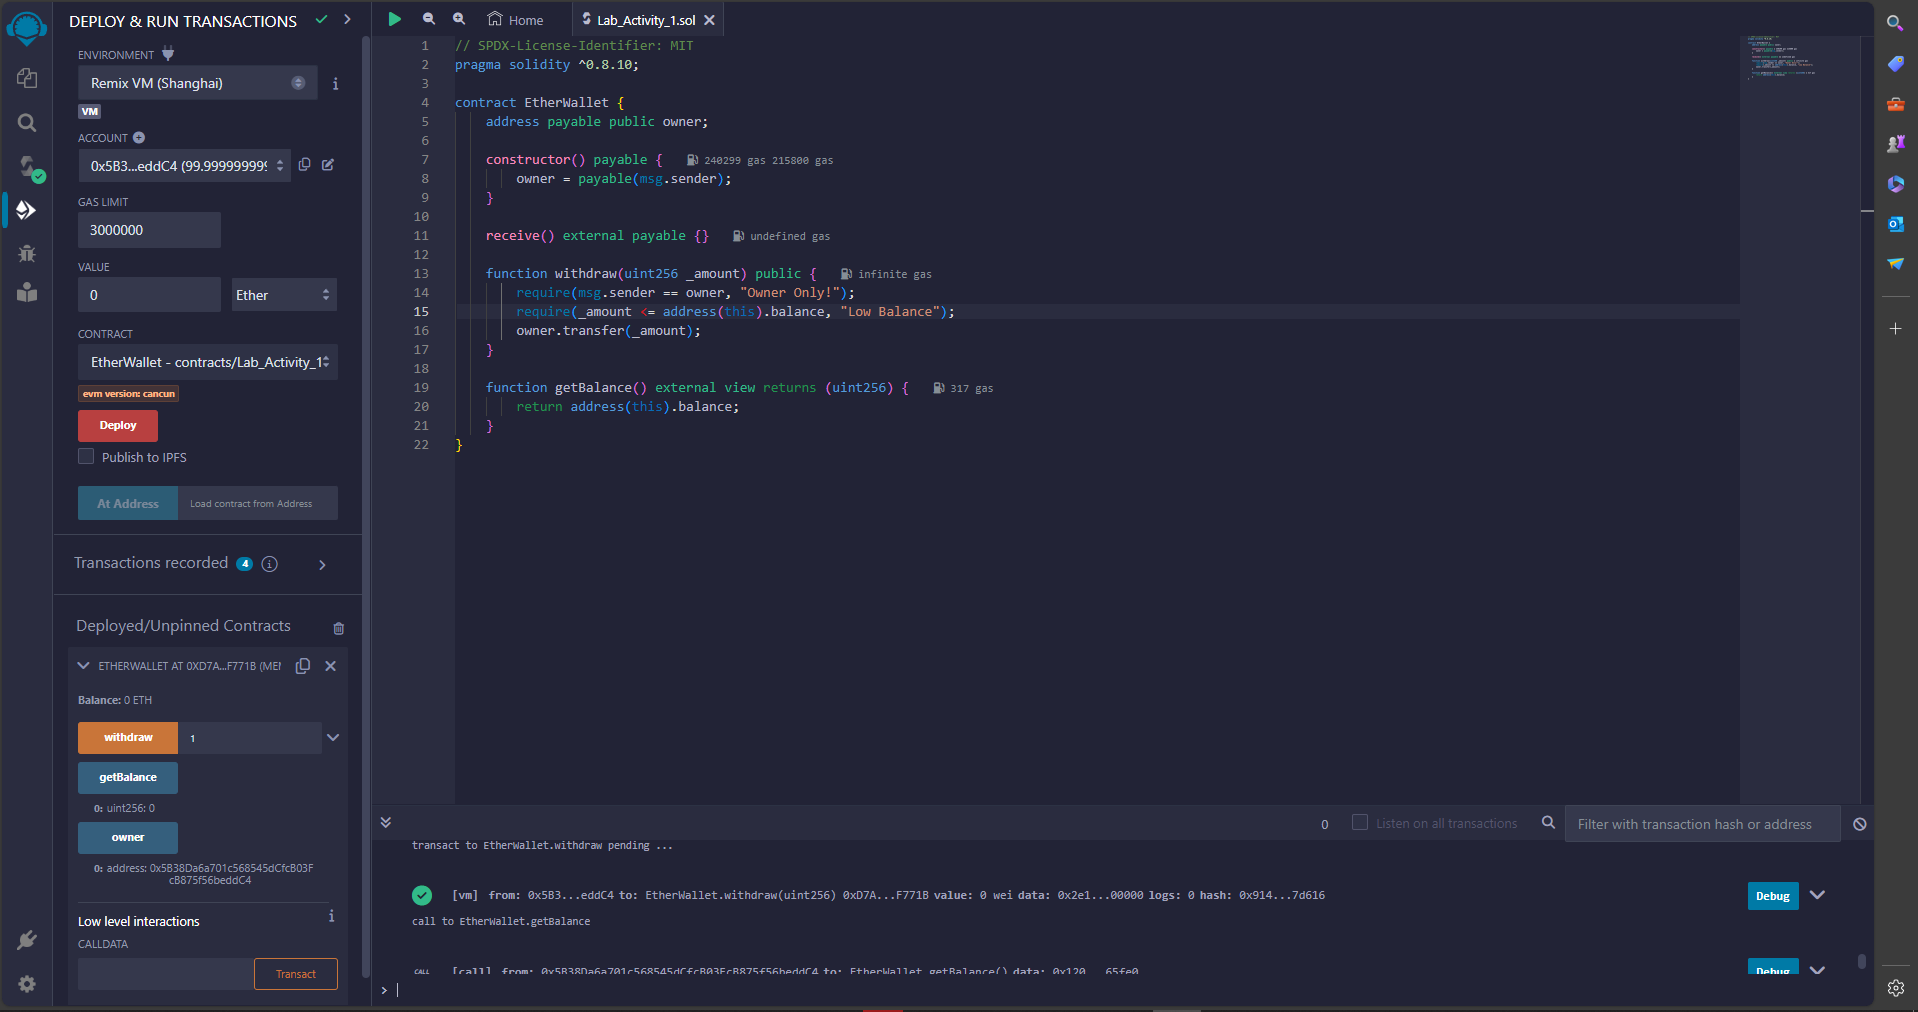 DEPLOY & RUN TRANSACTIONS
ENVIRONMENT
Remix VM (Shanghai)
VM
ACCOUNT
0x5B3...eddC4 (99.9999999999
GAS LIMIT
3000000
VALUE
0
Ether
CONTRACT
EtherWallet - contracts/Lab_Activity_1
evm version: cancun
Deploy
Publish to IPFS
At Address
Load contract from Address
Transactions recorded 4 i
Deployed/Unpinned Contracts
ETHERWALLET AT 0XD7A...F771B (MEM
Balance: 0 ETH
withdraw
1
getBalance
0: uint256: 0
owner
0: address: 0x5B38Da6a701c568545dCfcB03F
cB875f56beddC4
Low level interactions
i
CALLDATA
Transact
Home
Lab_Activity_1.sol
1 // SPDX-License-Identifier: MIT
2 pragma solidity ^0.8.10;
3
4 contract EtherWallet {
5 address payable public owner;
6
7 constructor() payable { 240299 gas 215800 gas
8 owner = payable(msg.sender);
9 }
10
11 receive() external payable {} undefined gas
12
13 function withdraw(uint256 _amount) public { infinite gas
14 require(msg.sender == owner, "Owner Only!");
15 require(_amount <= address(this).balance, "Low Balance");
16 owner.transfer(_amount);
17 }
18
19 function getBalance() external view returns (uint256) { 317 gas
20 return address(this).balance;
21 }
22 }
0
Listen on all transactions
Filter with transaction hash or address
transact to EtherWallet.withdraw pending ...
[vm] from: 0x5B3...eddC4 to: EtherWallet.withdraw(uint256) 0xD7A...F771B value: 0 wei data: 0x2e1...00000 logs: 0 hash: 0x914...7d616
Debug
call to EtherWallet.getBalance
CALL [call] from: 0x5B38Da6a701c568545dCfcB03FcB875f56beddC4 to: EtherWallet.getBalance() data: 0x120...65fe0
Debug
>